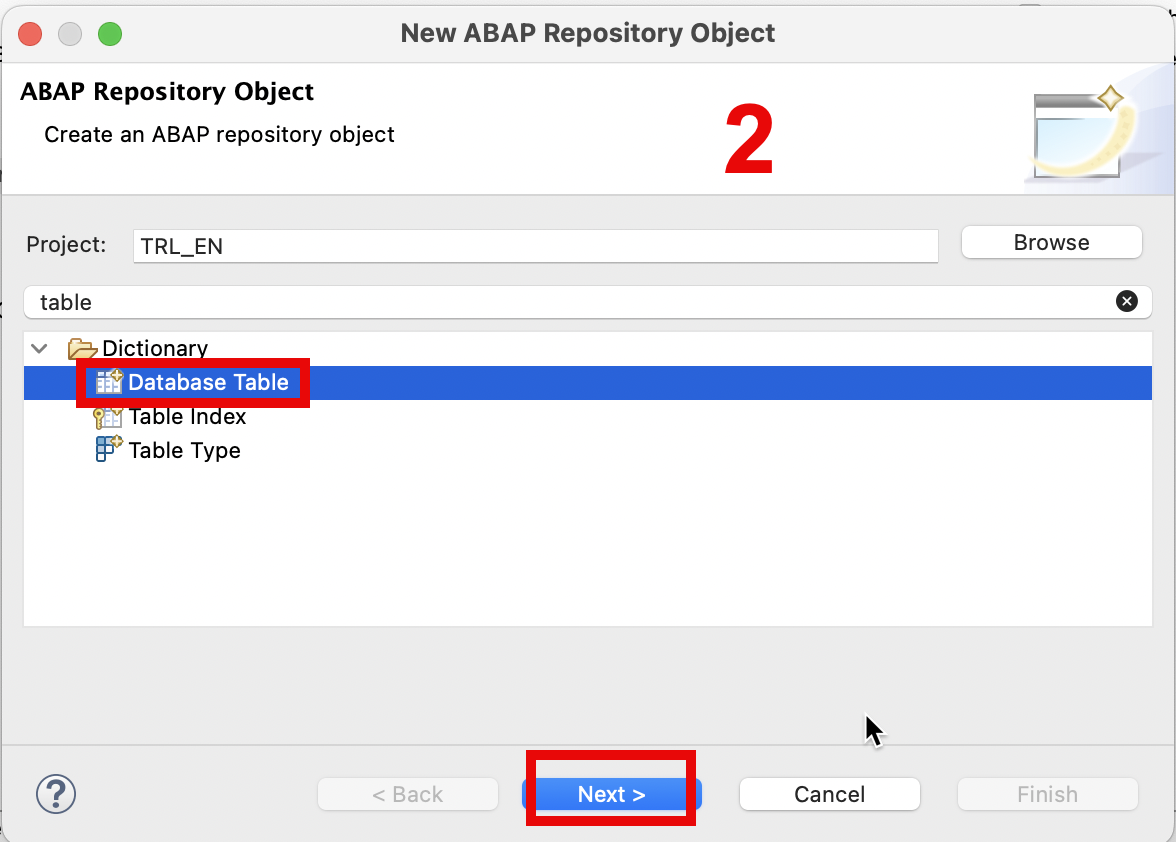 New ABAP Repository Object
ABAP Repository Object
Create an ABAP repository object
2
Project: TRL_EN Browse
table
Dictionary
Database Table
Table Index
Table Type
? < Back Next > Cancel Finish